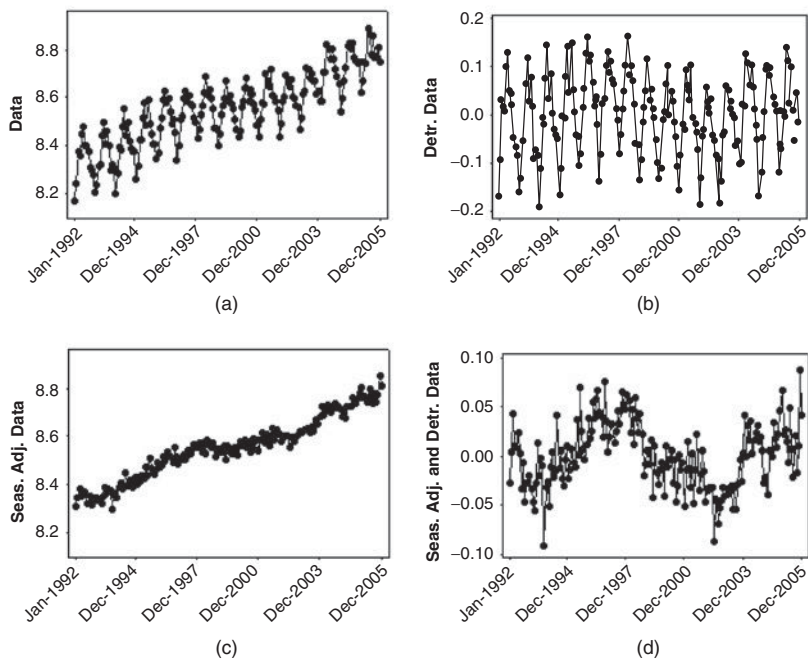 8.8
8.6
8.4
8.2
Data
Jan-1992
Dec-1994
Dec-1997
Dec-2000
Dec-2003
Dec-2005
(a)
0.2
0.1
0.0
−0.1
−0.2
Detr. Data
Jan-1992
Dec-1994
Dec-1997
Dec-2000
Dec-2003
Dec-2005
(b)
8.8
8.6
8.4
8.2
Seas. Adj. Data
Jan-1992
Dec-1994
Dec-1997
Dec-2000
Dec-2003
Dec-2005
(c)
0.10
0.05
0.00
−0.05
−0.10
Seas. Adj. and Detr. Data
Jan-1992
Dec-1994
Dec-1997
Dec-2000
Dec-2003
Dec-2005
(d)